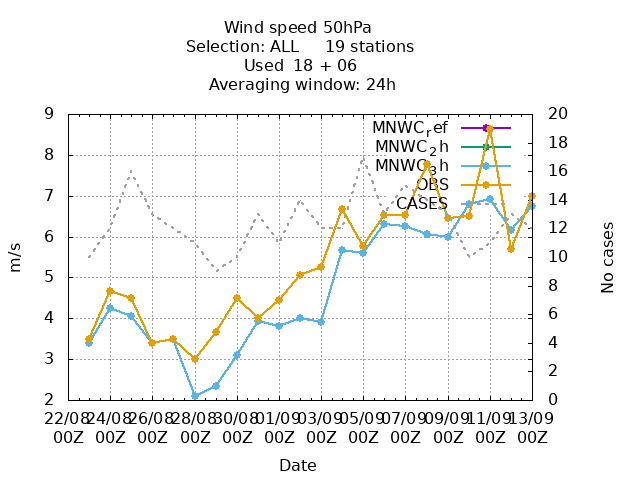 Wind speed 50hPa
Selection: ALL 19 stations
Used 18 + 06
Averaging window: 24h
9
8
7
6
5
4
3
2
20
18
16
14
12
10
8
6
4
2
0
m/s
No cases
MNWC_ref
MNWC_2h
MNWC_3h
OBS
CASES
22/08 24/08 26/08 28/08 30/08 01/09 03/09 05/09 07/09 09/09 11/09 13/09
00Z 00Z 00Z 00Z 00Z 00Z 00Z 00Z 00Z 00Z 00Z 00Z
Date